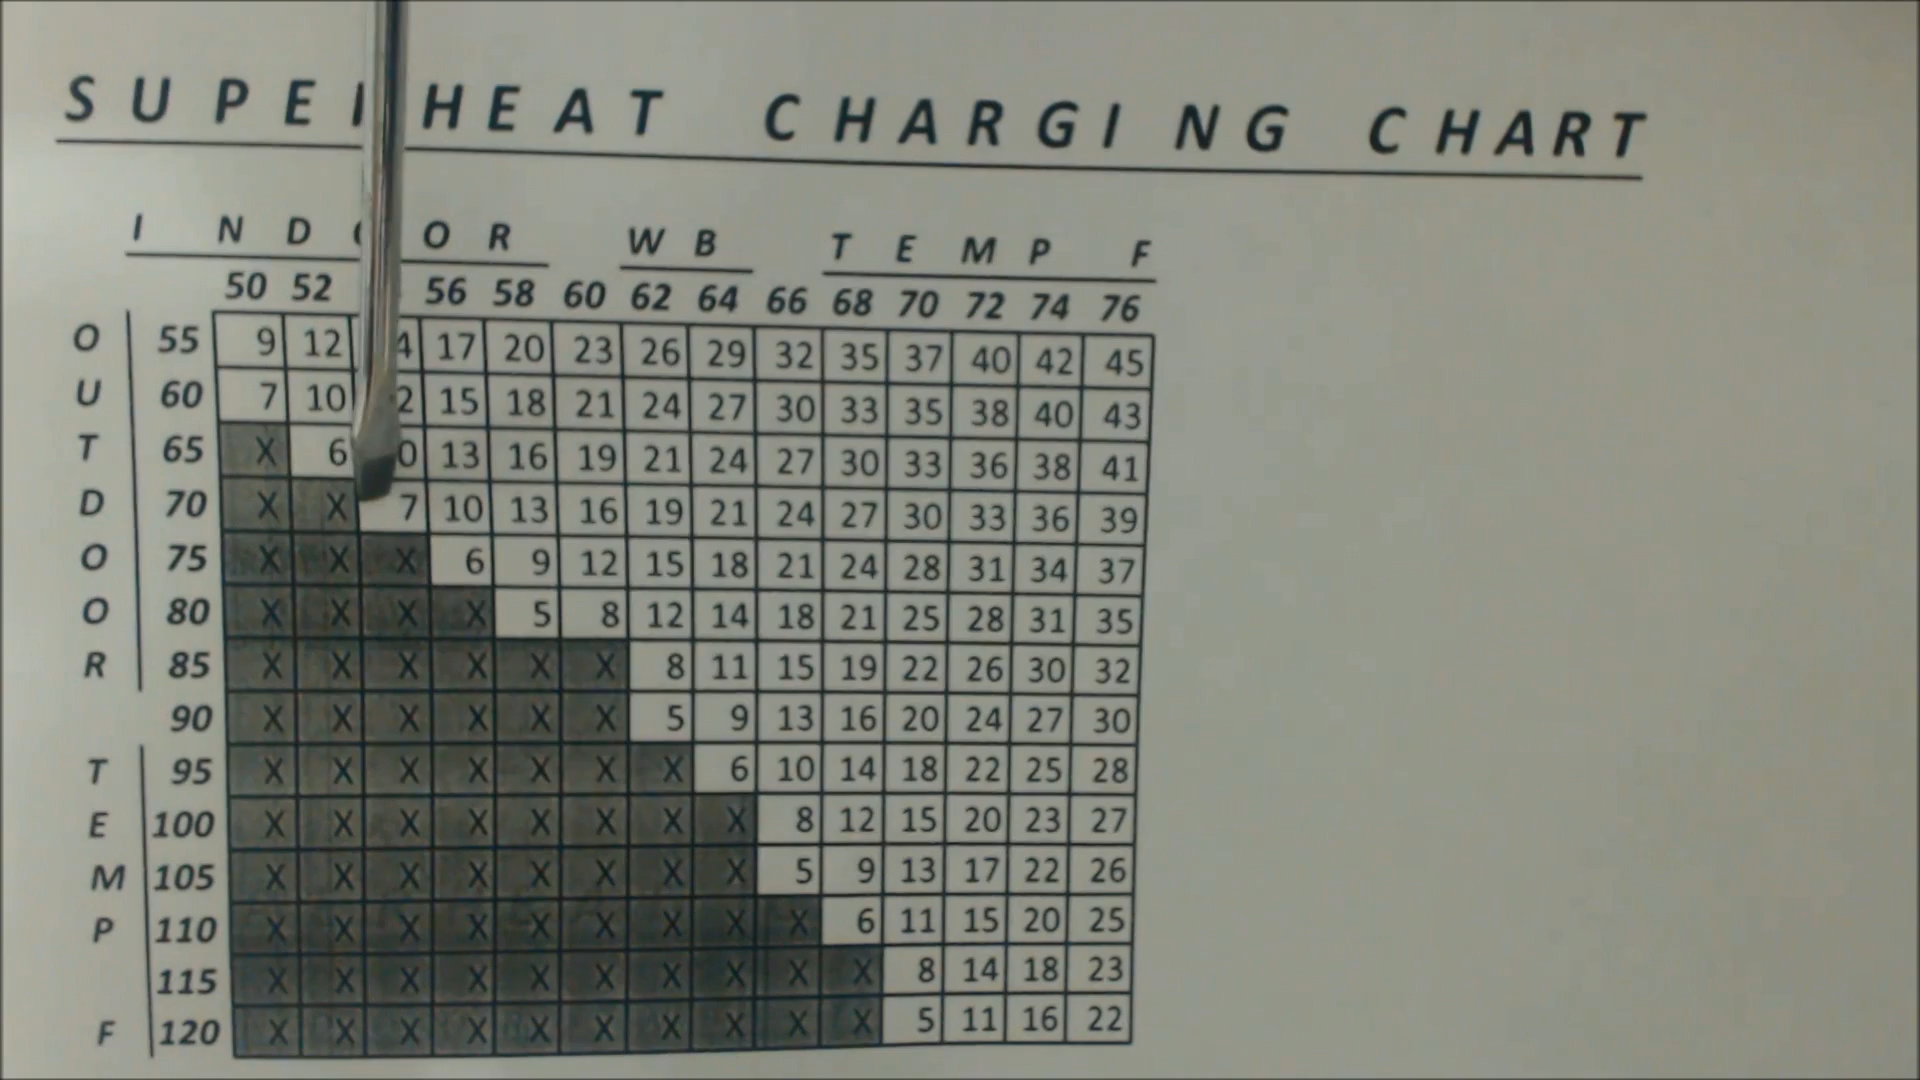 SUPE HEAT CHARGING CHART
IND OR WB TEMP F
50 52 56 58 60 62 64 66 68 70 72 74 76
O 55 9 12 4 17 20 23 26 29 32 35 37 40 42 45
U 60 7 10 2 15 18 21 24 27 30 33 35 38 40 43
T 65 X 6 0 13 16 19 21 24 27 30 33 36 38 41
D 70 X X 7 10 13 16 19 21 24 27 30 33 36 39
O 75 X X X 6 9 12 15 18 21 24 28 31 34 37
O 80 X X X X 5 8 12 14 18 21 25 28 31 35
R 85 X X X X X X 8 11 15 19 22 26 30 32
90 X X X X X X 5 9 13 16 20 24 27 30
T 95 X X X X X X X 6 10 14 18 22 25 28
E 100 X X X X X X X X 8 12 15 20 23 27
M 105 X X X X X X X X 5 9 13 17 22 26
P 110 X X X X X X X X X 6 11 15 20 25
115 X X X X X X X X X X 8 14 18 23
F 120 X X X X X X X X X X 5 11 16 22